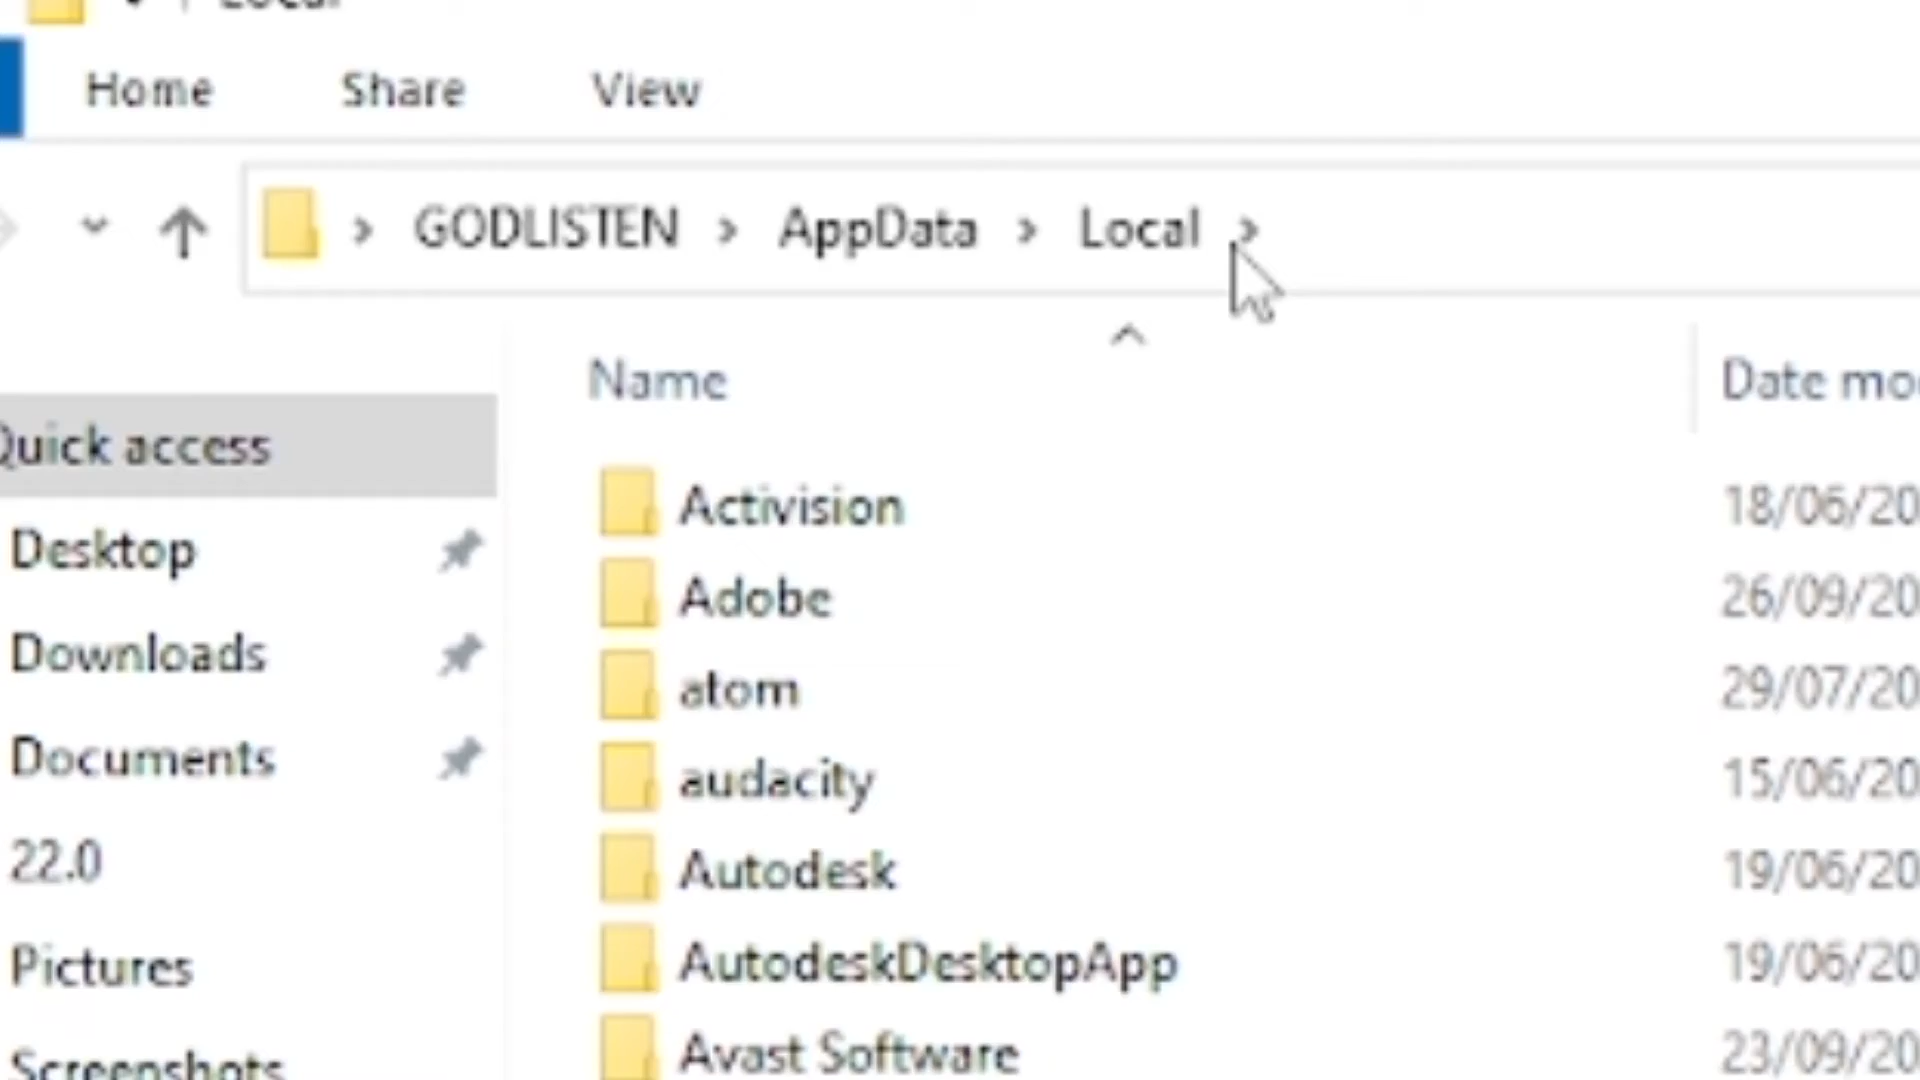 Local
Home Share View
GODLISTEN > AppData > Local >
Name Date mo
Quick access
Activision 18/06/20
Desktop
Adobe 26/09/20
Downloads
atom 29/07/20
Documents
audacity 15/06/20
22.0
Autodesk 19/06/20
Pictures
AutodeskDesktopApp 19/06/20
Screenshots
Avast Software 23/09/20